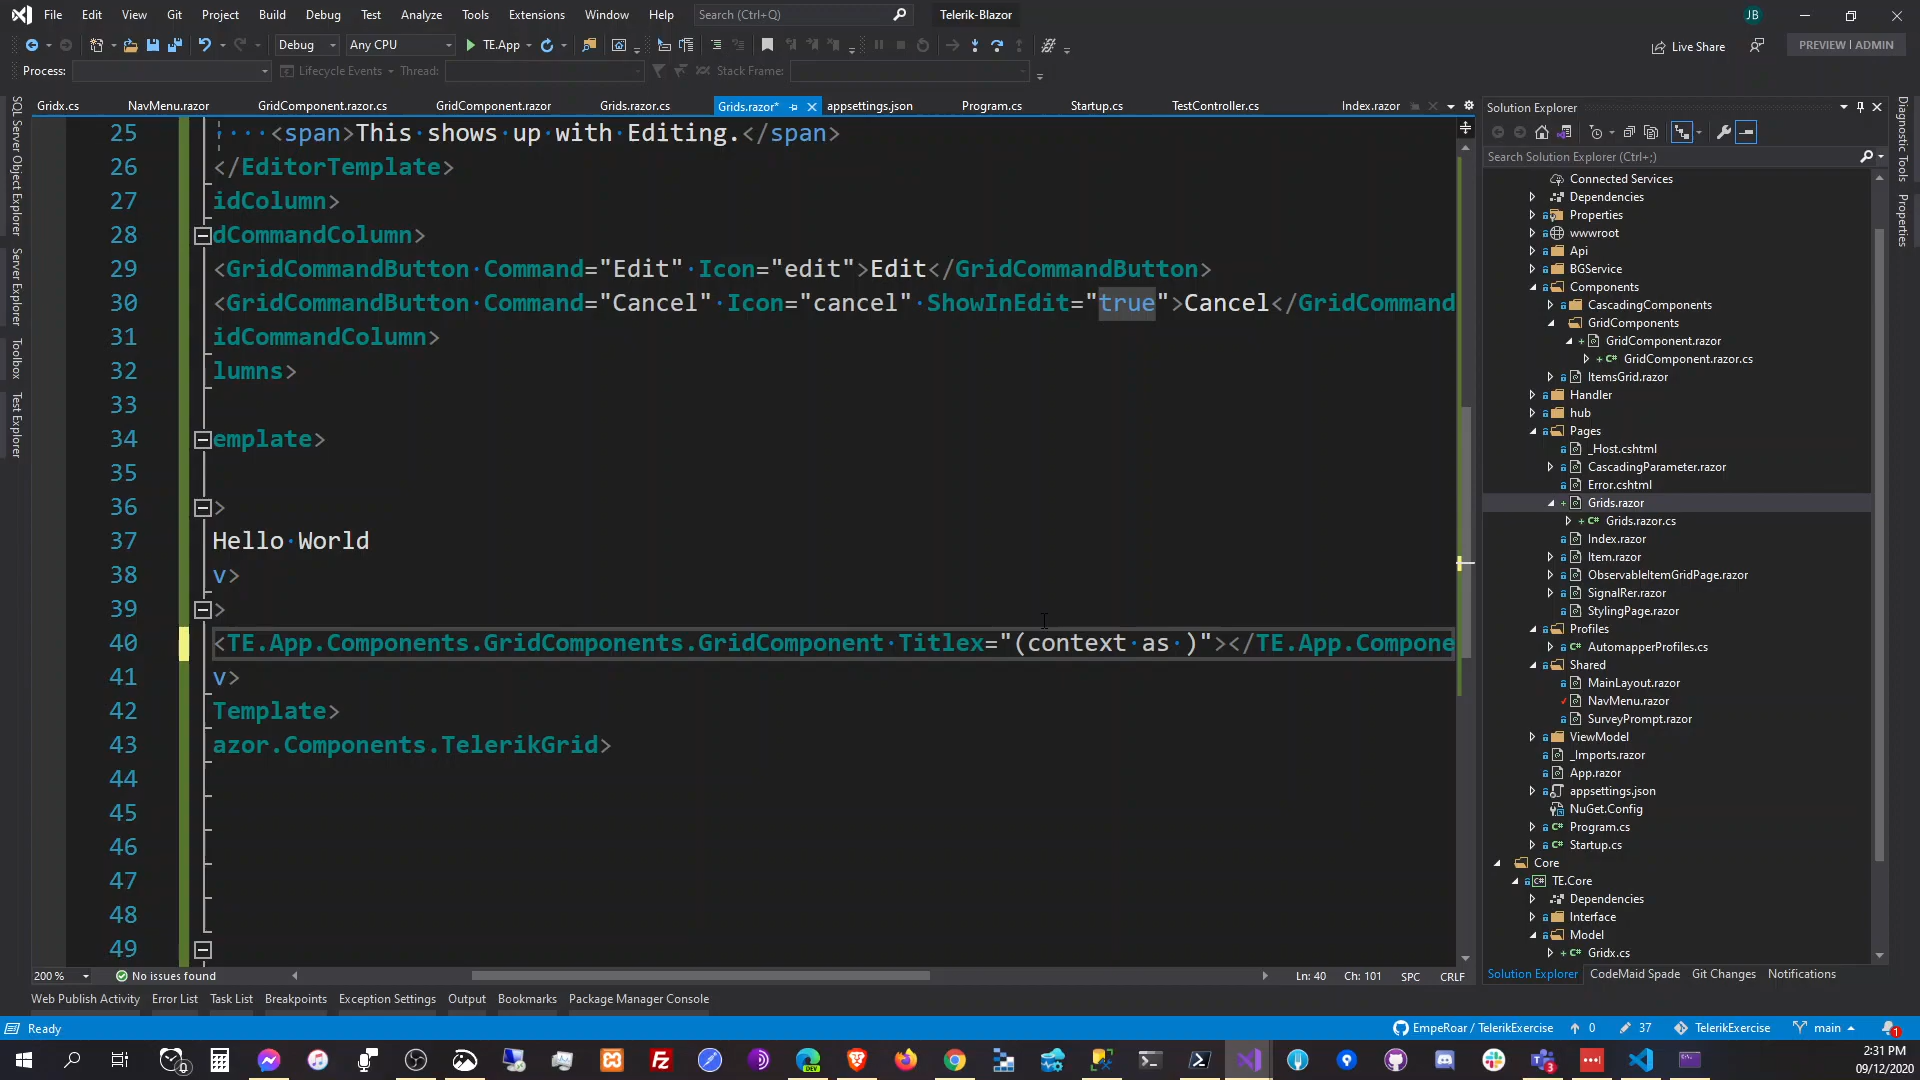 File Edit View Git Project Build Debug Test Analyze Tools Extensions Window Help Search (Ctrl+Q) Telerik-Blazor JB
Debug Any CPU TE.App Live Share PREVIEW | ADMIN
Process: Lifecycle Events Thread: Stack Frame:
Gridx.cs NavMenu.razor GridComponent.razor.cs GridComponent.razor Grids.razor.cs Grids.razor* appsettings.json Program.cs Startup.cs TestController.cs Index.razor
25 <span>This shows up with Editing.</span>
26 </EditorTemplate>
27 idColumn>
28 dCommandColumn>
29 <GridCommandButton Command="Edit" Icon="edit">Edit</GridCommandButton>
30 <GridCommandButton Command="Cancel" Icon="cancel" ShowInEdit="true">Cancel</GridCommand
31 idCommandColumn>
32 lumns>
33
34 emplate>
35
36 >
37 Hello World
38 v>
39 >
40 <TE.App.Components.GridComponents.GridComponent Titlex="(context as )"></TE.App.Compone
41 v>
42 Template>
43 azor.Components.TelerikGrid>
44
45
46
47
48
49
200 % No issues found Ln: 40 Ch: 101 SPC CRLF
SQL Server Object Explorer
Server Explorer
Toolbox
Test Explorer
Solution Explorer
Search Solution Explorer (Ctrl+;)
Connected Services
Dependencies
Properties
wwwroot
Api
BGService
Components
CascadingComponents
GridComponents
GridComponent.razor
GridComponent.razor.cs
ItemsGrid.razor
Handler
hub
Pages
_Host.cshtml
CascadingParameter.razor
Error.cshtml
Grids.razor
Grids.razor.cs
Index.razor
Item.razor
ObservableItemGridPage.razor
SignalRer.razor
StylingPage.razor
Profiles
AutomapperProfiles.cs
Shared
MainLayout.razor
NavMenu.razor
SurveyPrompt.razor
ViewModel
_Imports.razor
App.razor
appsettings.json
NuGet.Config
Program.cs
Startup.cs
Core
TE.Core
Dependencies
Interface
Model
Gridx.cs
Solution Explorer CodeMaid Spade Git Changes Notifications
Diagnostic Tools
Properties
Web Publish Activity Error List Task List Breakpoints Exception Settings Output Bookmarks Package Manager Console
Ready EmpeRoar / TelerikExercise 0 37 TelerikExercise main 1
2:31 PM
09/12/2020